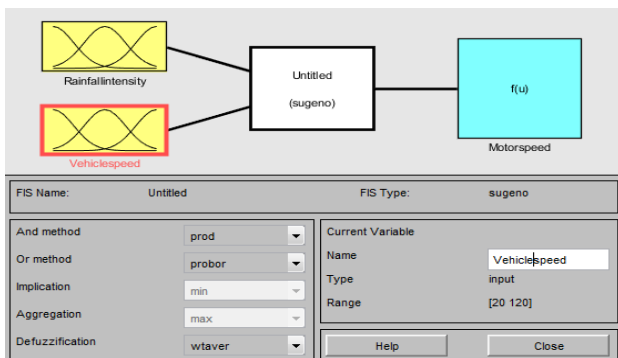 Rainfallintensity
Untitled
(sugeno)
f(u)
Motorspeed
Vehiclespeed
FIS Name: Untitled FIS Type: sugeno
And method prod
Or method probor
Implication min
Aggregation max
Defuzzification wtaver
Current Variable
Name Vehiclespeed
Type input
Range [20 120]
Help Close